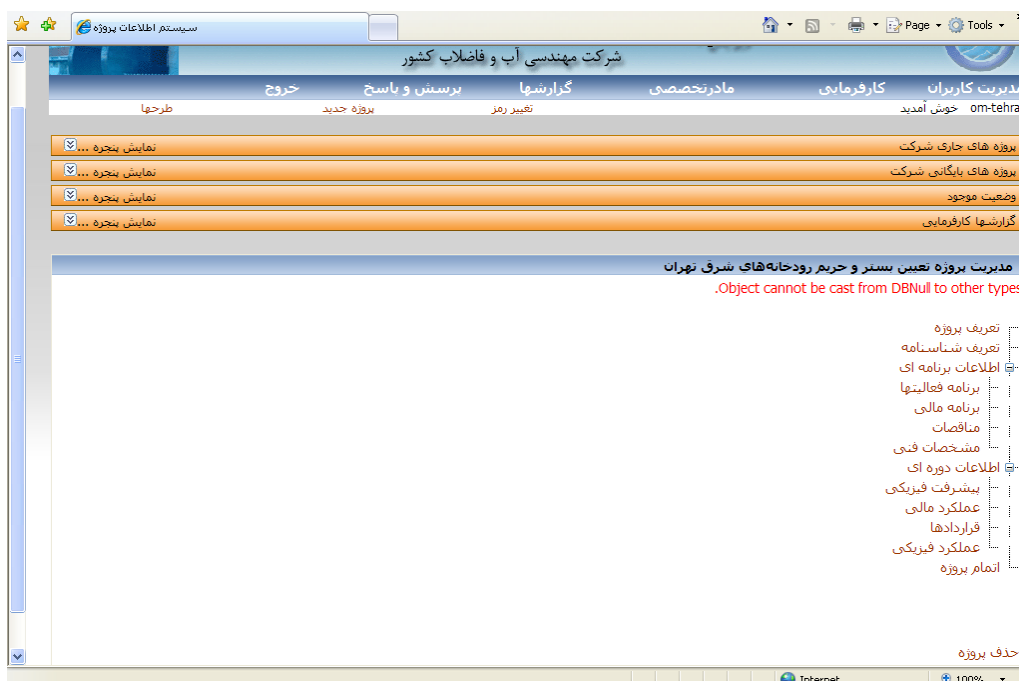 سیستم اطلاعات پروژه
Page Tools
شرکت مهندسی آب و فاضلاب کشور
مدیریت کاربران کارفرمایی مادرتخصصی گزارشها پرسش و پاسخ خروج
om-tehra خوش آمدید تغییر رمز پروژه جدید طرحها
پروژه های جاری شرکت نمایش پنجره ...
پروژه های بایگانی شرکت نمایش پنجره ...
وضعیت موجود نمایش پنجره ...
گزارشها کارفرمایی نمایش پنجره ...
مدیریت پروژه تعیین بستر و حریم رودخانه‌های شرق تهران
Object cannot be cast from DBNull to other types.
تعریف پروژه
تعریف شناسنامه
اطلاعات برنامه ای
برنامه فعالیتها
برنامه مالی
مناقصات
مشخصات فنی
اطلاعات دوره ای
پیشرفت فیزیکی
عملکرد مالی
قراردادها
عملکرد فیزیکی
اتمام پروژه
حذف پروژه
Internet 100%